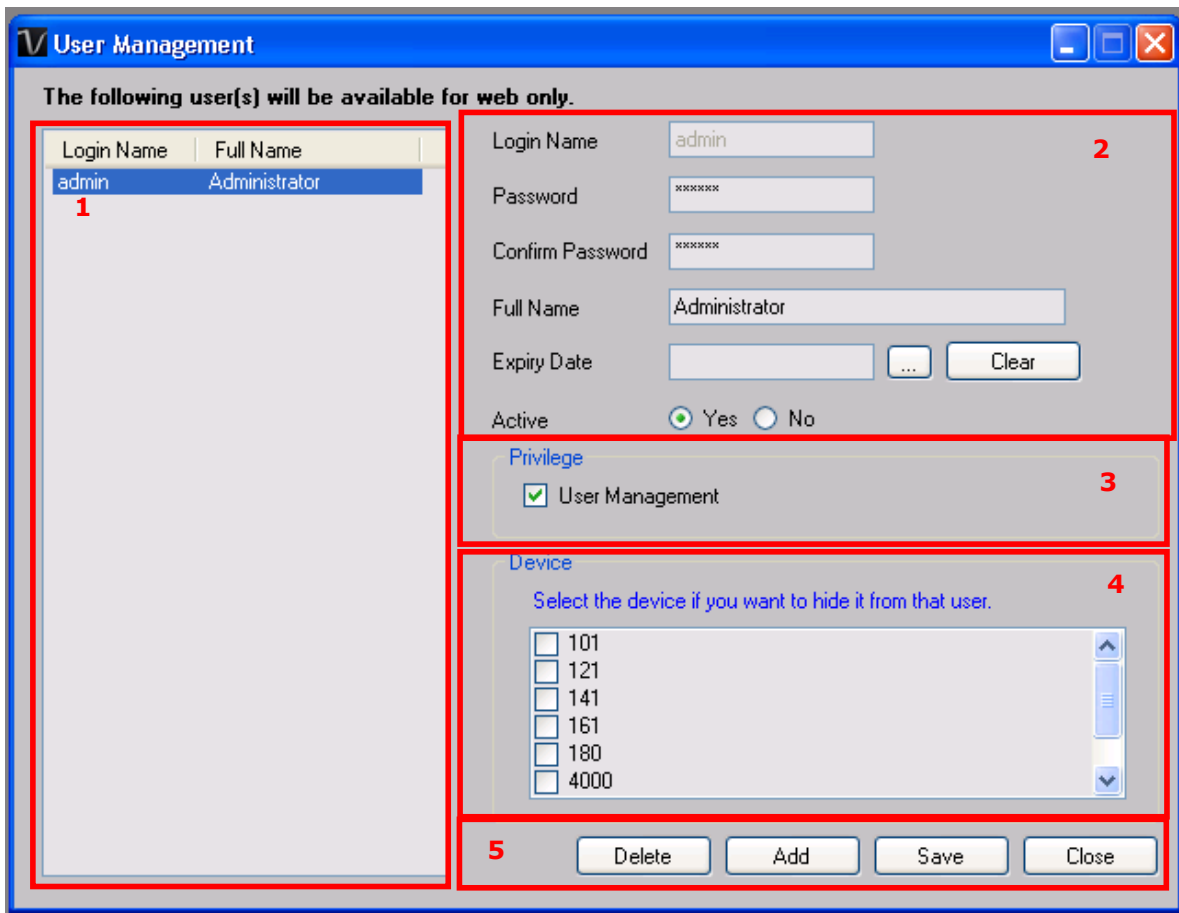 User Management
The following user(s) will be available for web only.
Login Name Full Name
admin Administrator
1
Login Name admin
2
Password ******
Confirm Password ******
Full Name Administrator
Expiry Date ... Clear
Active Yes No
Privilege
User Management
3
Device
4
Select the device if you want to hide it from that user.
101
121
141
161
180
4000
5
Delete Add Save Close